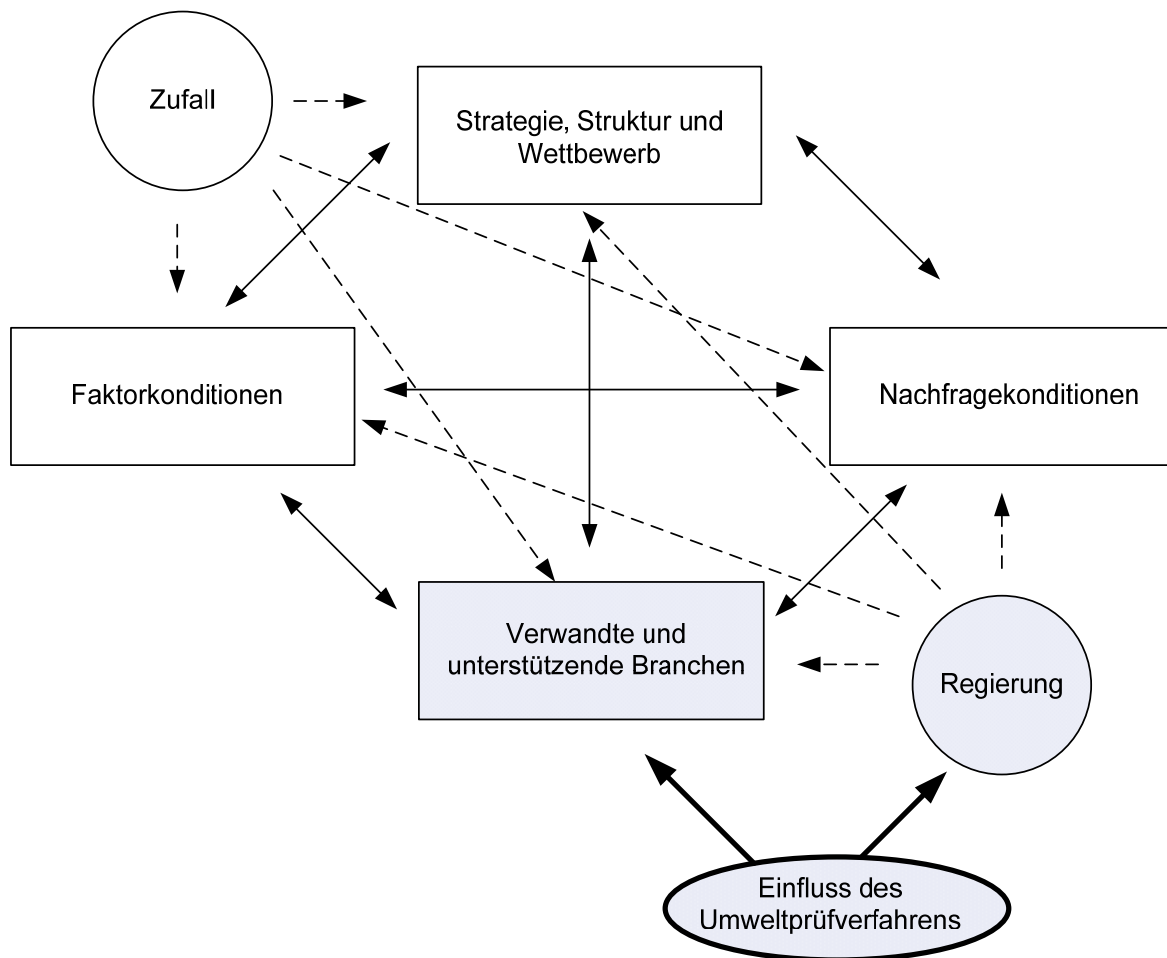 Zufall
Strategie, Struktur und
Wettbewerb
Faktorkonditionen
Nachfragekonditionen
Verwandte und
unterstützende Branchen
Regierung
Einfluss des
Umweltprüfverfahrens